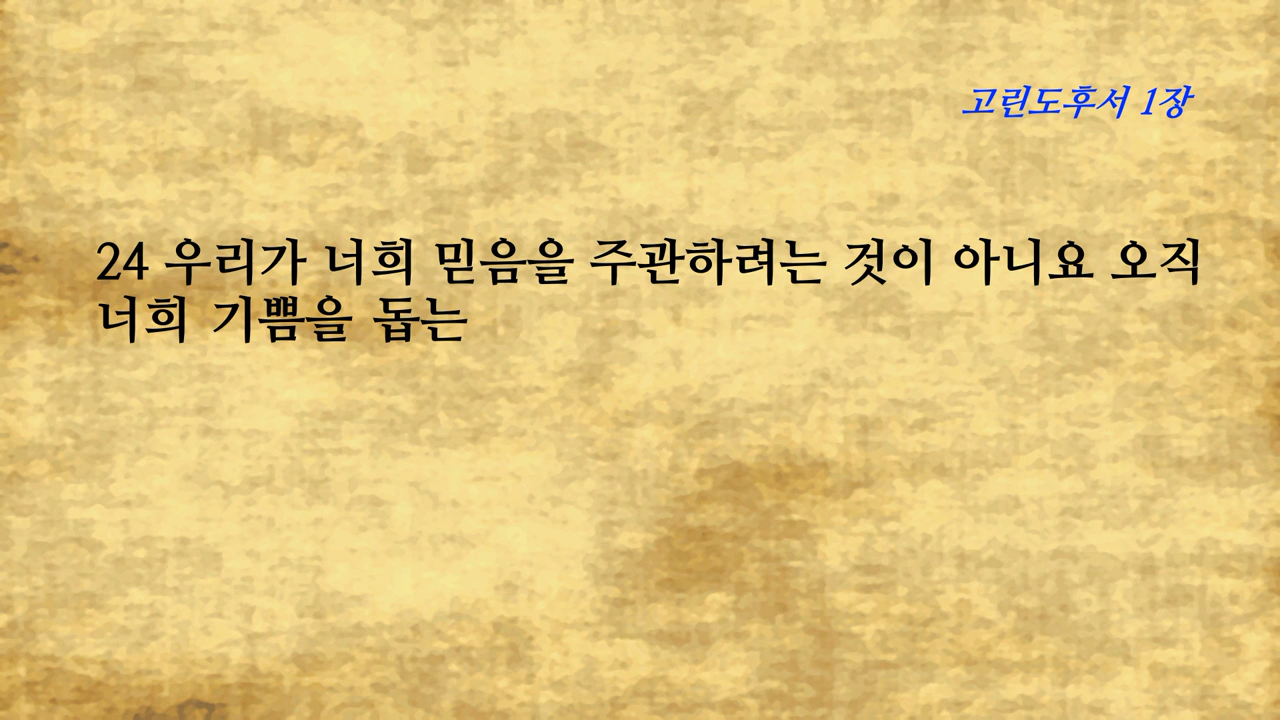 고린도후서 1장
24 우리가 너희 믿음을 주관하려는 것이 아니요 오직
너희 기쁨을 돕는